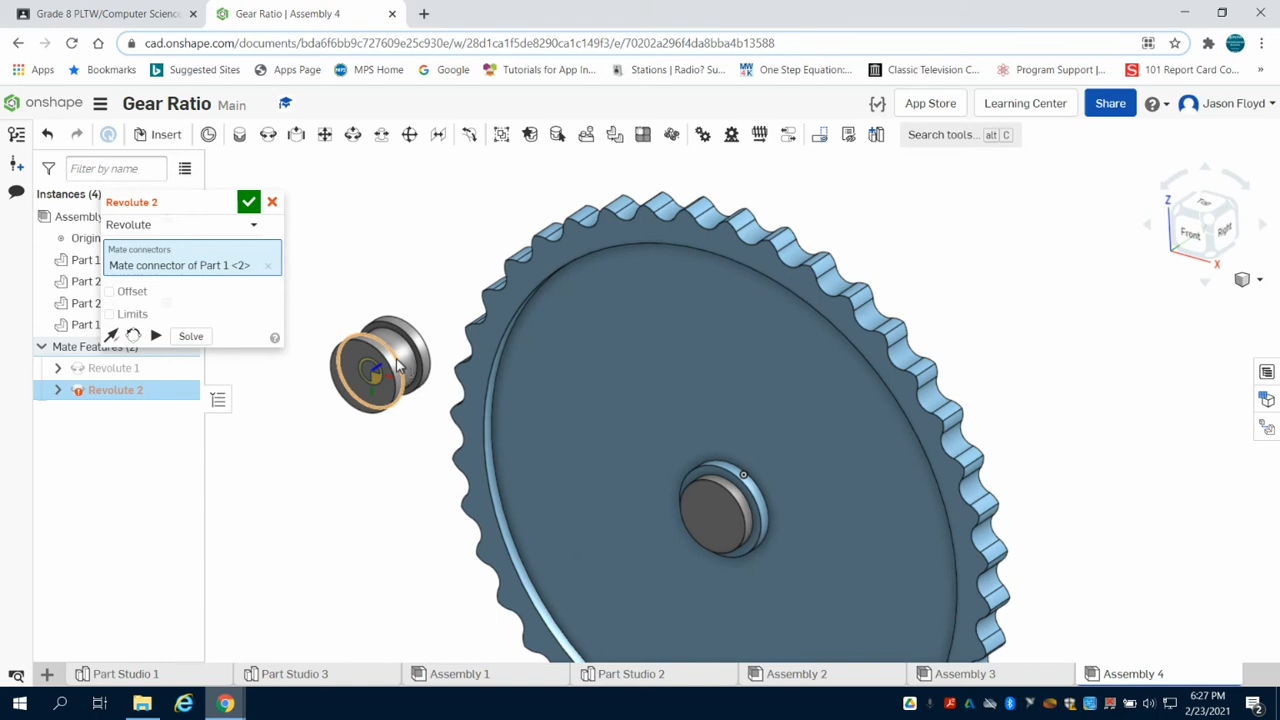 Grade 8 PLTW/Computer Scienc
Gear Ratio | Assembly 4
cad.onshape.com/documents/bda6f6bb9c727609e25c930e/w/28d1ca1f5de8290ca1c149f3/e/70202a296f4da8bba4b13588
Apps Bookmarks Suggested Sites Apps Page MPS Home Google Tutorials for App In... Stations | Radio? Su... One Step Equation:... Classic Television C... Program Support |... 101 Report Card Co... »
onshape Gear Ratio Main App Store Learning Center Share Jason Floyd
Insert Search tools... alt C
Filter by name
Instances (4)
Revolute 2
Assembly
Revolute
Origin
Mate connectors
Part 1
Mate connector of Part 1 <2>
Part 2
Offset
Part 2
Limits
Part 1
Solve
Mate Features (2)
Revolute 1
Revolute 2
Z
Top
Front
Right
X
Part Studio 1 Part Studio 3 Assembly 1 Part Studio 2 Assembly 2 Assembly 3 Assembly 4
6:27 PM
2/23/2021
2